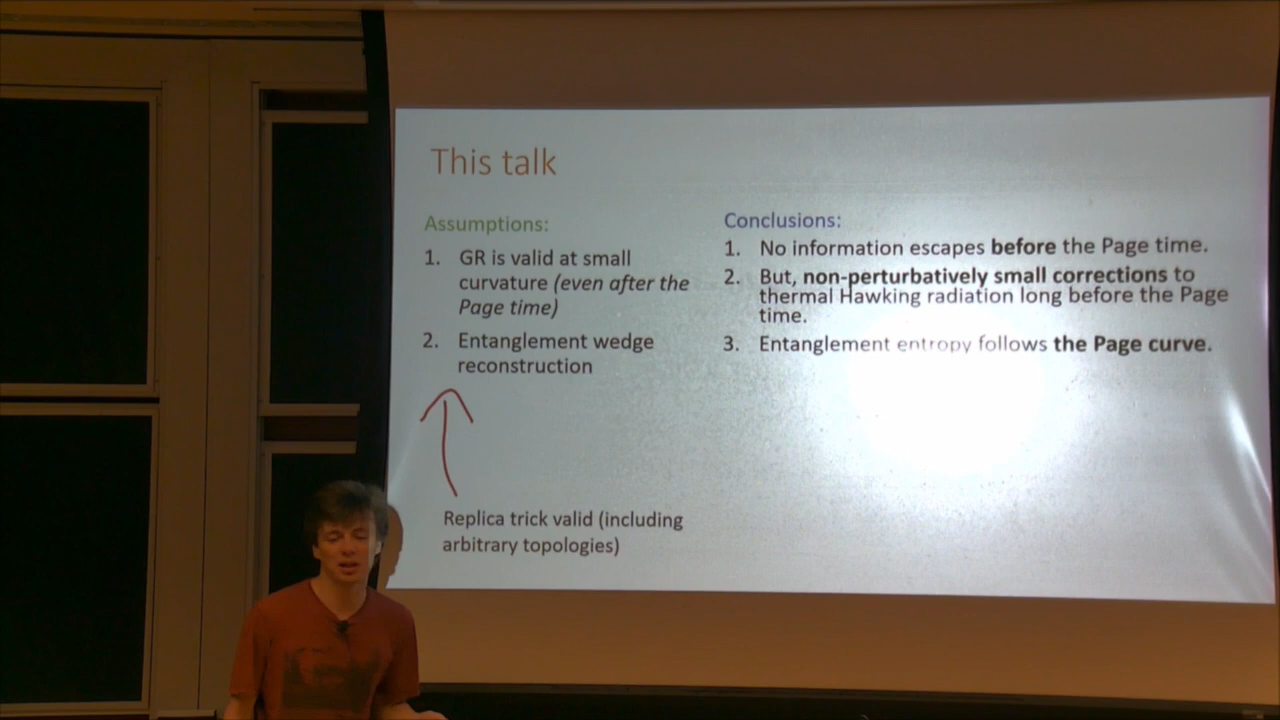 This talk
Assumptions:
1. GR is valid at small
curvature (even after the
Page time)
2. Entanglement wedge
reconstruction
Replica trick valid (including
arbitrary topologies)
Conclusions:
1. No information escapes before the Page time.
2. But, non-perturbatively small corrections to
thermal Hawking radiation long before the Page
time.
3. Entanglement entropy follows the Page curve.